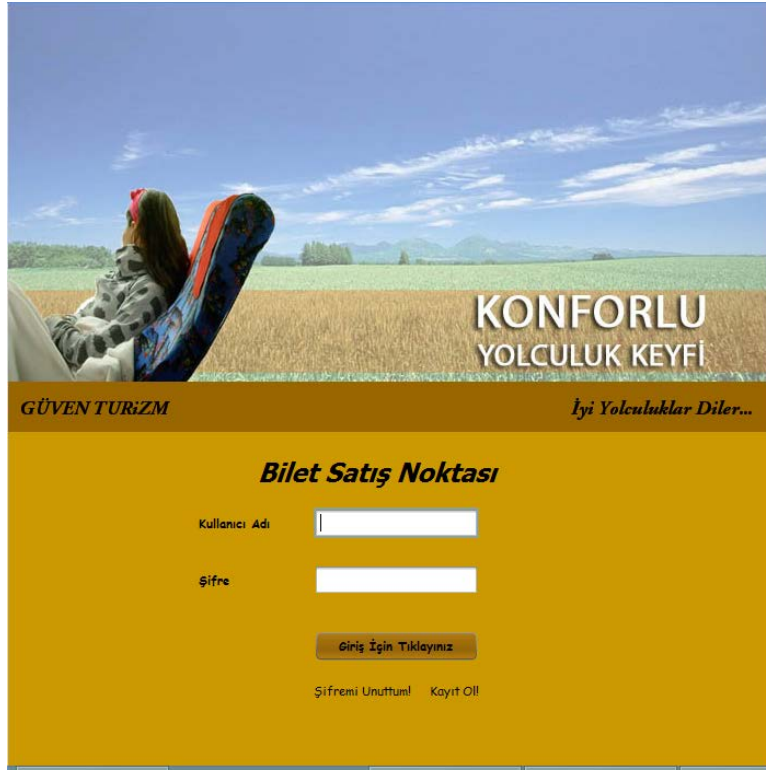 KONFORLU
YOLCULUK KEYFİ
GÜVEN TURiZM
İyi Yolculuklar Diler...
Bilet Satış Noktası
Kullanıcı Adı
Şifre
Giriş İçin Tıklayınız
Şifremi Unuttum! Kayıt Ol!